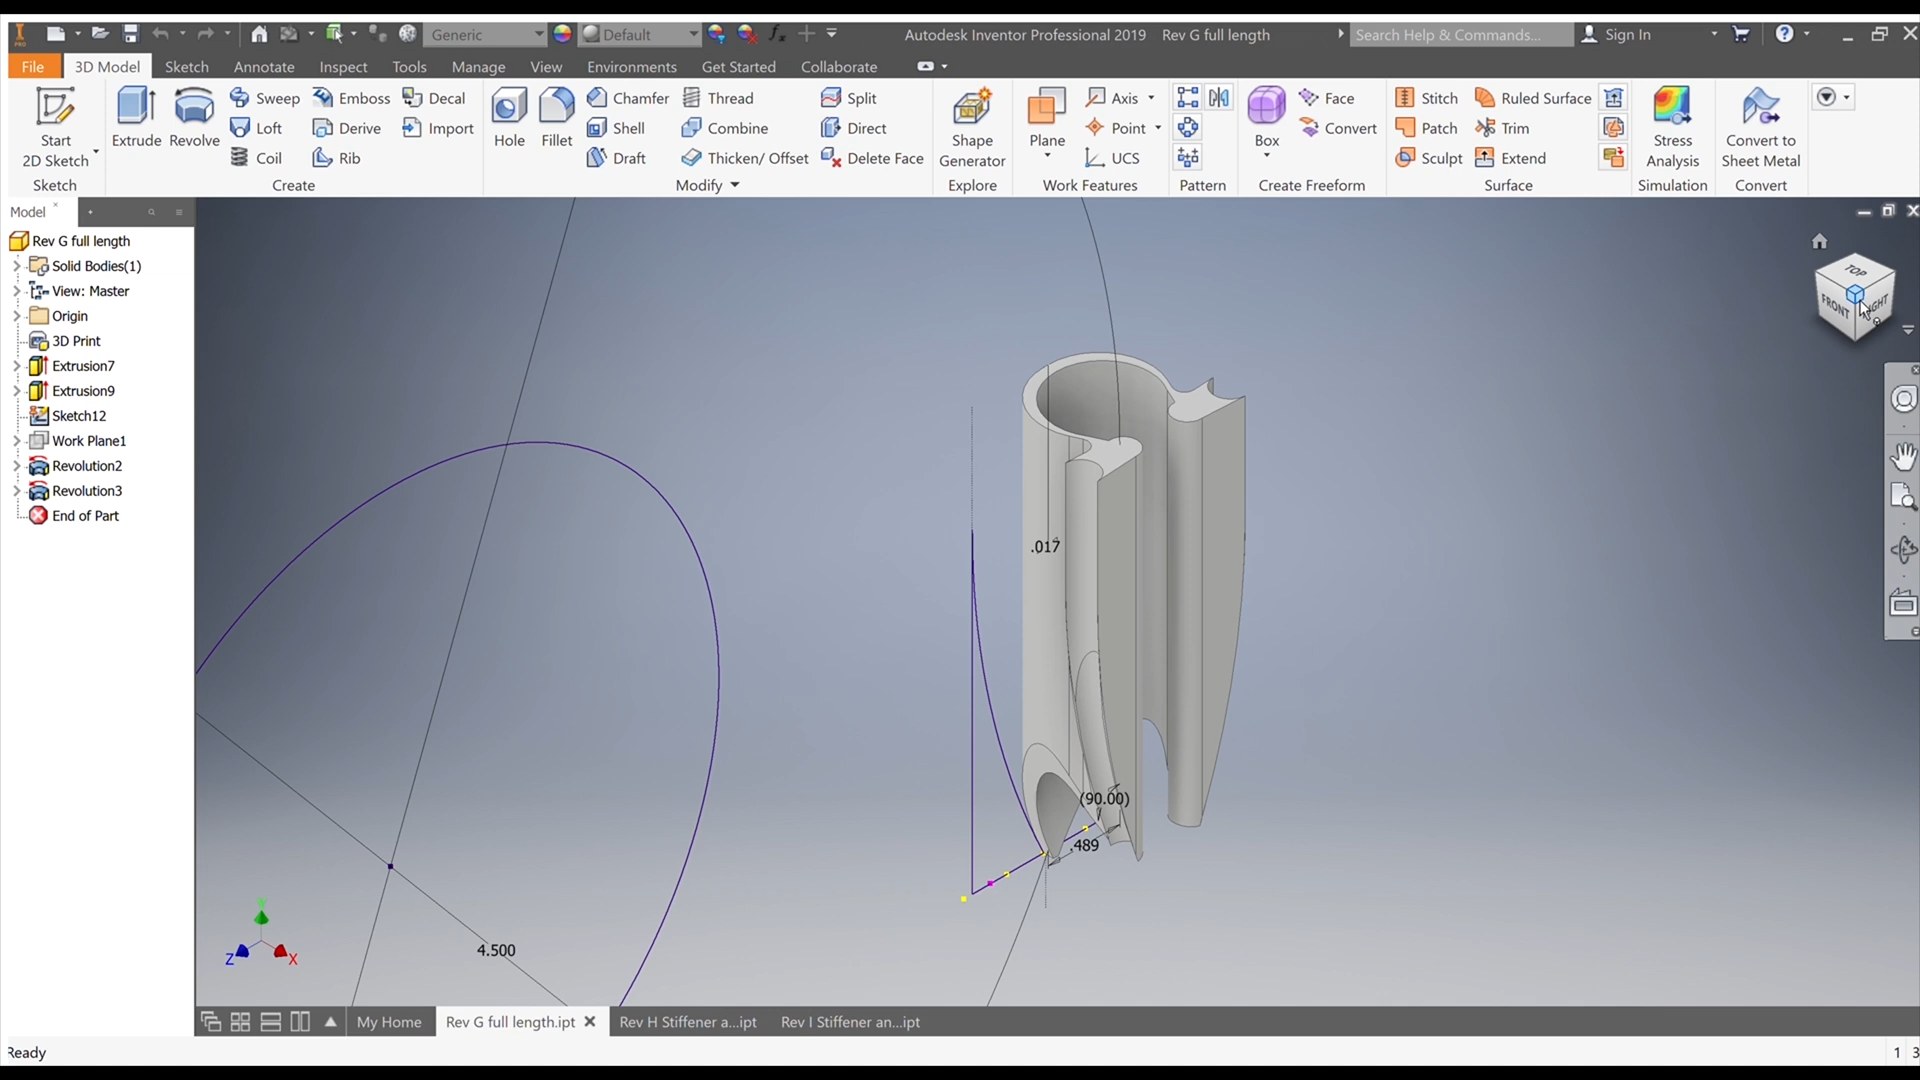 PRO
Generic
Default
Autodesk Inventor Professional 2019 Rev G full length
Search Help & Commands...
Sign In
File 3D Model Sketch Annotate Inspect Tools Manage View Environments Get Started Collaborate
Start 2D Sketch
Extrude
Revolve
Sweep
Loft
Coil
Emboss
Derive
Rib
Decal
Import
Hole
Fillet
Chamfer
Shell
Draft
Thread
Combine
Thicken/ Offset
Split
Direct
Delete Face
Shape Generator
Plane
Axis
Point
UCS
Box
Face
Convert
Stitch
Patch
Sculpt
Ruled Surface
Trim
Extend
Stress Analysis
Convert to Sheet Metal
Sketch Create Modify Explore Work Features Pattern Create Freeform Surface Simulation Convert
Model
Rev G full length
Solid Bodies(1)
View: Master
Origin
3D Print
Extrusion7
Extrusion9
Sketch12
Work Plane1
Revolution2
Revolution3
End of Part
TOP
FRONT
.017
(90.00)
.489
4.500
Y
Z
X
My Home
Rev G full length.ipt
Rev H Stiffener a...ipt
Rev I Stiffener an...ipt
Ready
1 3